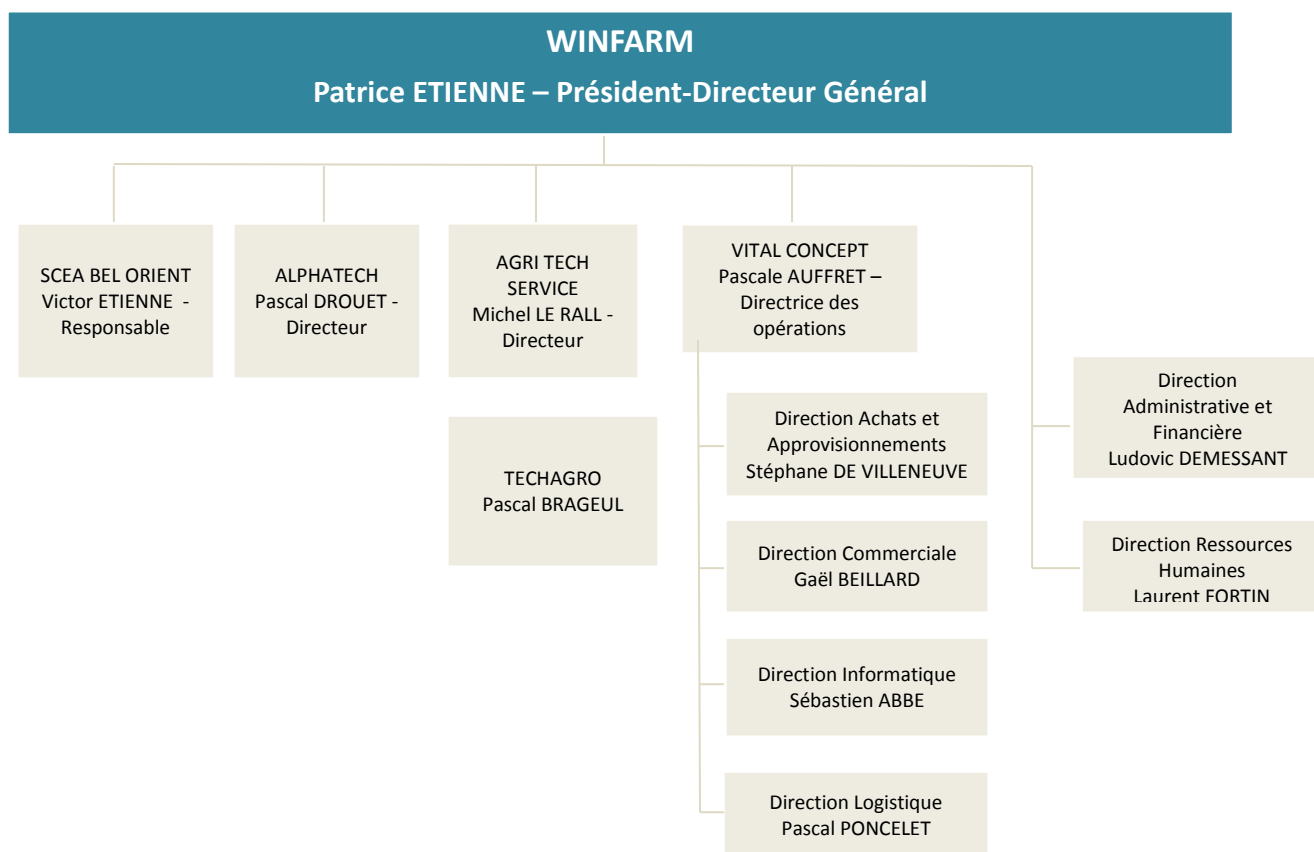 WINFARM
Patrice ETIENNE – Président-Directeur Général
SCEA BEL ORIENT
Victor ETIENNE -
Responsable
ALPHATECH
Pascal DROUET -
Directeur
AGRI TECH
SERVICE
Michel LE RALL -
Directeur
VITAL CONCEPT
Pascale AUFFRET –
Directrice des
opérations
TECHAGRO
Pascal BRAGEUL
Direction Achats et
Approvisionnements
Stéphane DE VILLENEUVE
Direction Commerciale
Gaël BEILLARD
Direction Informatique
Sébastien ABBE
Direction Logistique
Pascal PONCELET
Direction
Administrative et
Financière
Ludovic DEMESSANT
Direction Ressources
Humaines
Laurent FORTIN